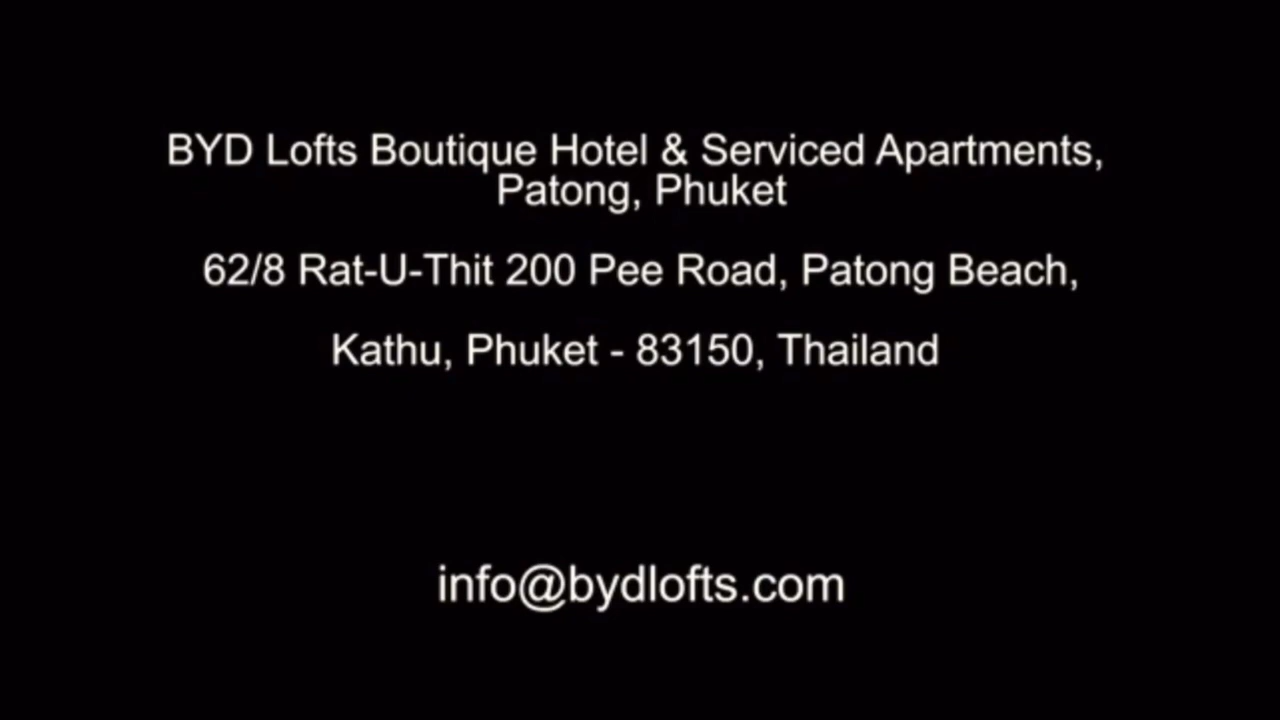 BYD Lofts Boutique Hotel & Serviced Apartments,
Patong, Phuket
62/8 Rat-U-Thit 200 Pee Road, Patong Beach,
Kathu, Phuket - 83150, Thailand
info@bydlofts.com